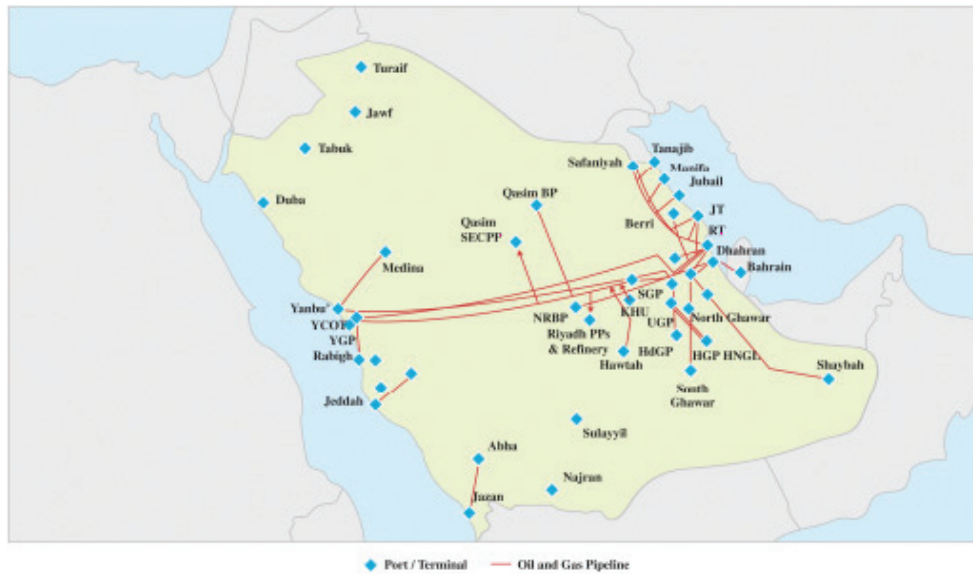 Turaif
Jawf
Tabuk
Duba
Safaniyah
Tanajib
Manifa
Jubail
Qasim BP
Berri
JT
Qasim
SECPP
RT
Dhahran
Medina
Bahrain
Yanbu'
SGP
YCOT
NRBP
KHU
North Ghawar
YGP
Riyadh PPs
& Refinery
UGP
Rabigh
Hawtah
HdGP
HGP
HNGL
Shaybah
South
Ghawar
Jeddah
Sulayyil
Abha
Najran
Jazan
Port / Terminal
Oil and Gas Pipeline